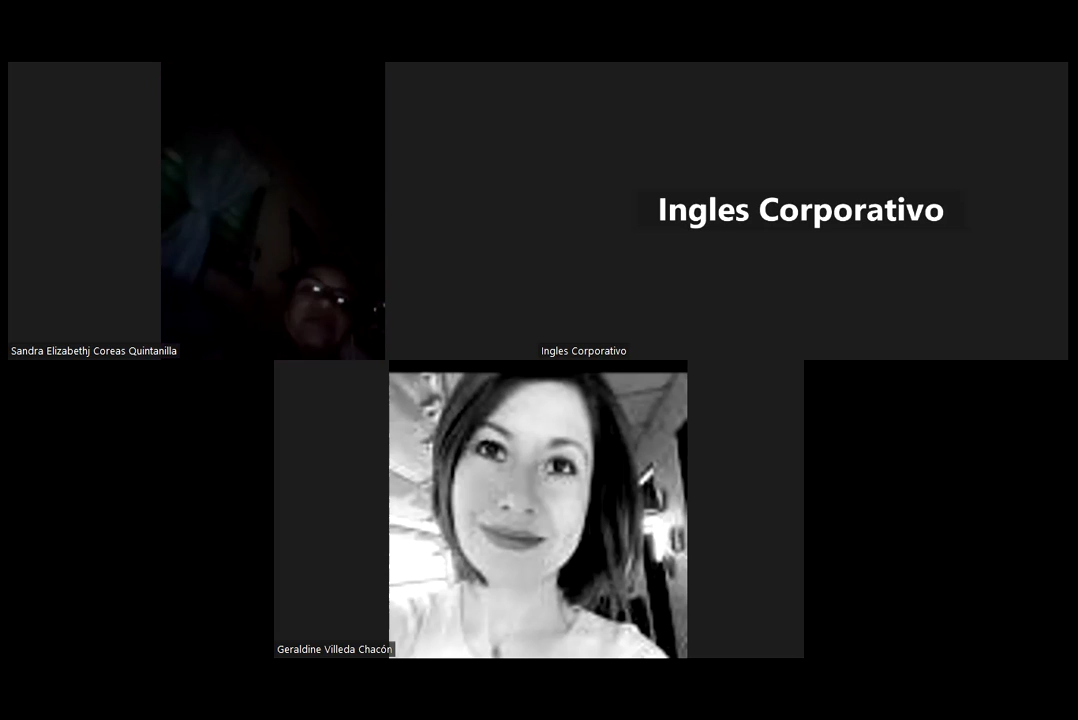 Ingles Corporativo
Sandra Elizabethj Coreas Quintanilla
Ingles Corporativo
Geraldine Villeda Chacón